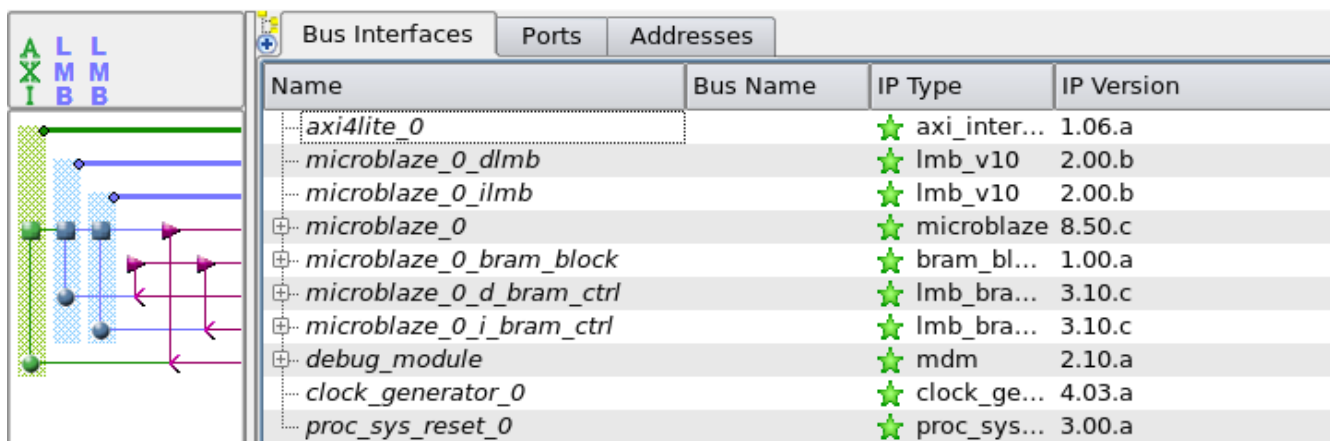 AXI LMB LMB
Bus Interfaces Ports Addresses
Name Bus Name IP Type IP Version
axi4lite_0 axi_inter... 1.06.a
microblaze_0_dlmb lmb_v10 2.00.b
microblaze_0_ilmb lmb_v10 2.00.b
microblaze_0 microblaze 8.50.c
microblaze_0_bram_block bram_bl... 1.00.a
microblaze_0_d_bram_ctrl lmb_bra... 3.10.c
microblaze_0_i_bram_ctrl lmb_bra... 3.10.c
debug_module mdm 2.10.a
clock_generator_0 clock_ge... 4.03.a
proc_sys_reset_0 proc_sys... 3.00.a